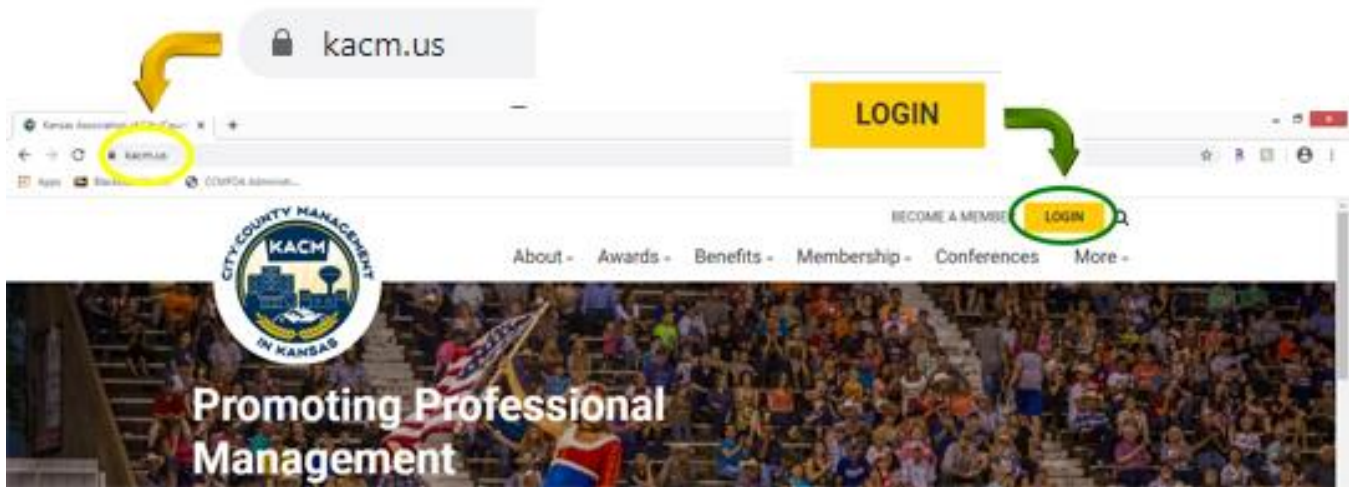 kacm.us
LOGIN
kacm.us
Apps
BECOME A MEMBER LOGIN
CITY COUNTY MANAGEMENT
KACM
IN KANSAS
About Awards Benefits Membership Conferences More
Promoting Professional
Management